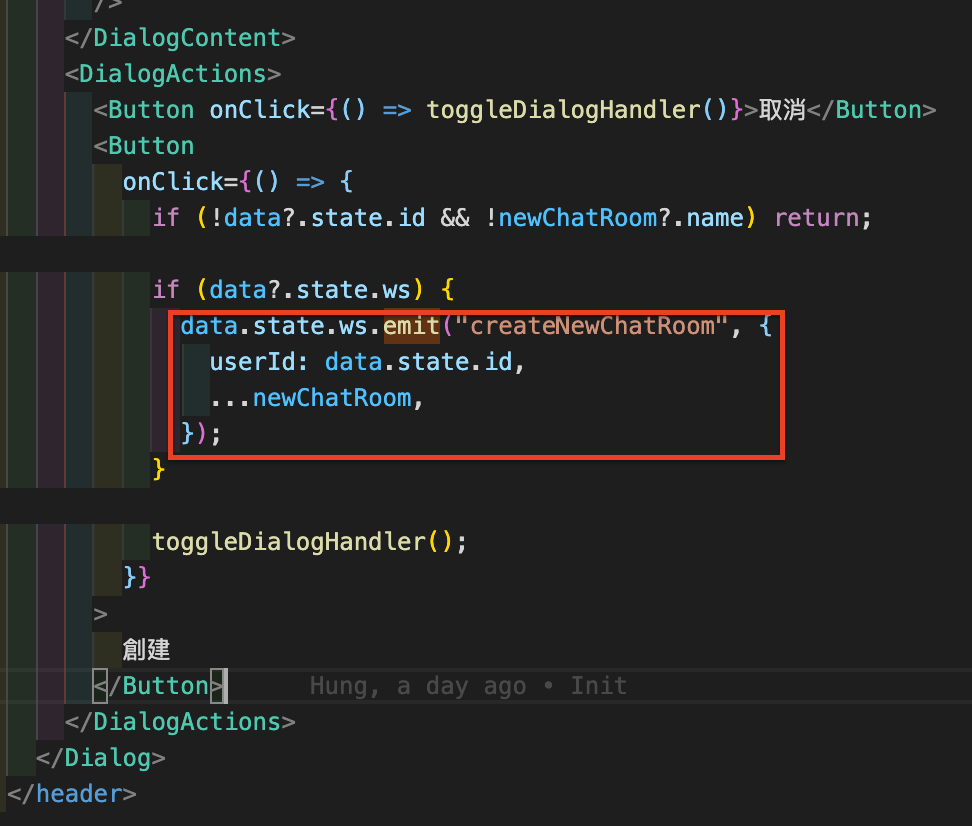 />
</DialogContent>
<DialogActions>
<Button onClick={() => toggleDialogHandler()}>取消</Button>
<Button
onClick={() => {
if (!data?.state.id && !newChatRoom?.name) return;
if (data?.state.ws) {
data.state.ws.emit("createNewChatRoom", {
userId: data.state.id,
...newChatRoom,
});
}
toggleDialogHandler();
}}
>
創建
</Button> Hung, a day ago • Init
</DialogActions>
</Dialog>
</header>